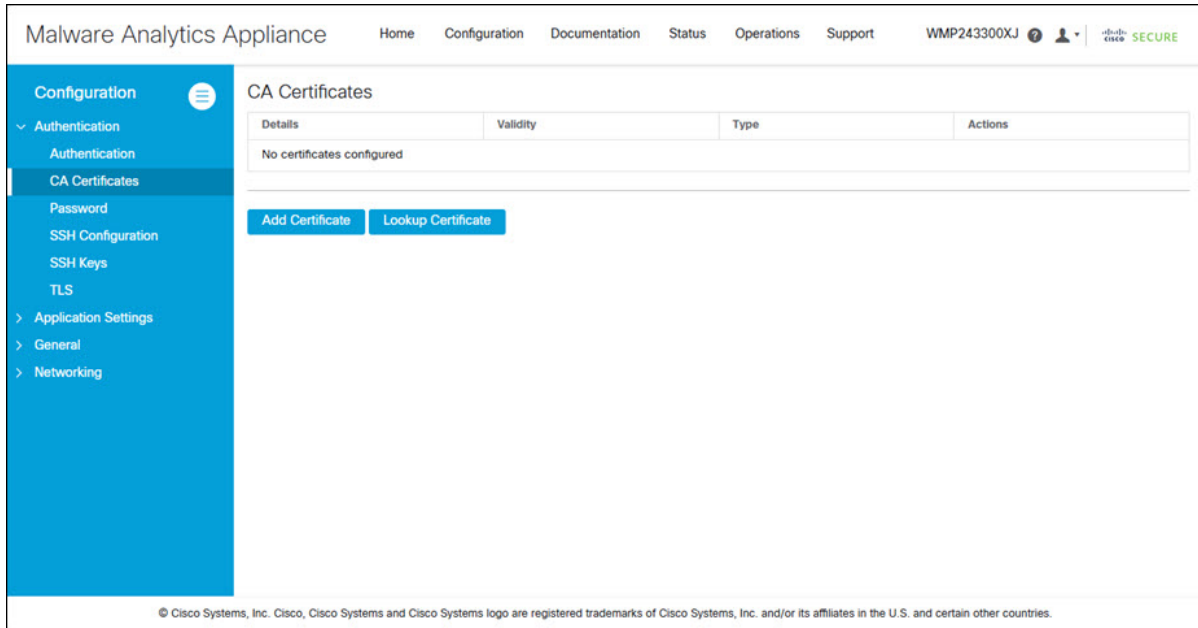 Malware Analytics Appliance Home Configuration Documentation Status Operations Support WMP243300XJ ? cisco SECURE
Configuration
Authentication
Authentication
CA Certificates
Password
SSH Configuration
SSH Keys
TLS
Application Settings
General
Networking
CA Certificates
Details Validity Type Actions
No certificates configured
Add Certificate Lookup Certificate
© Cisco Systems, Inc. Cisco, Cisco Systems and Cisco Systems logo are registered trademarks of Cisco Systems, Inc. and/or its affiliates in the U.S. and certain other countries.